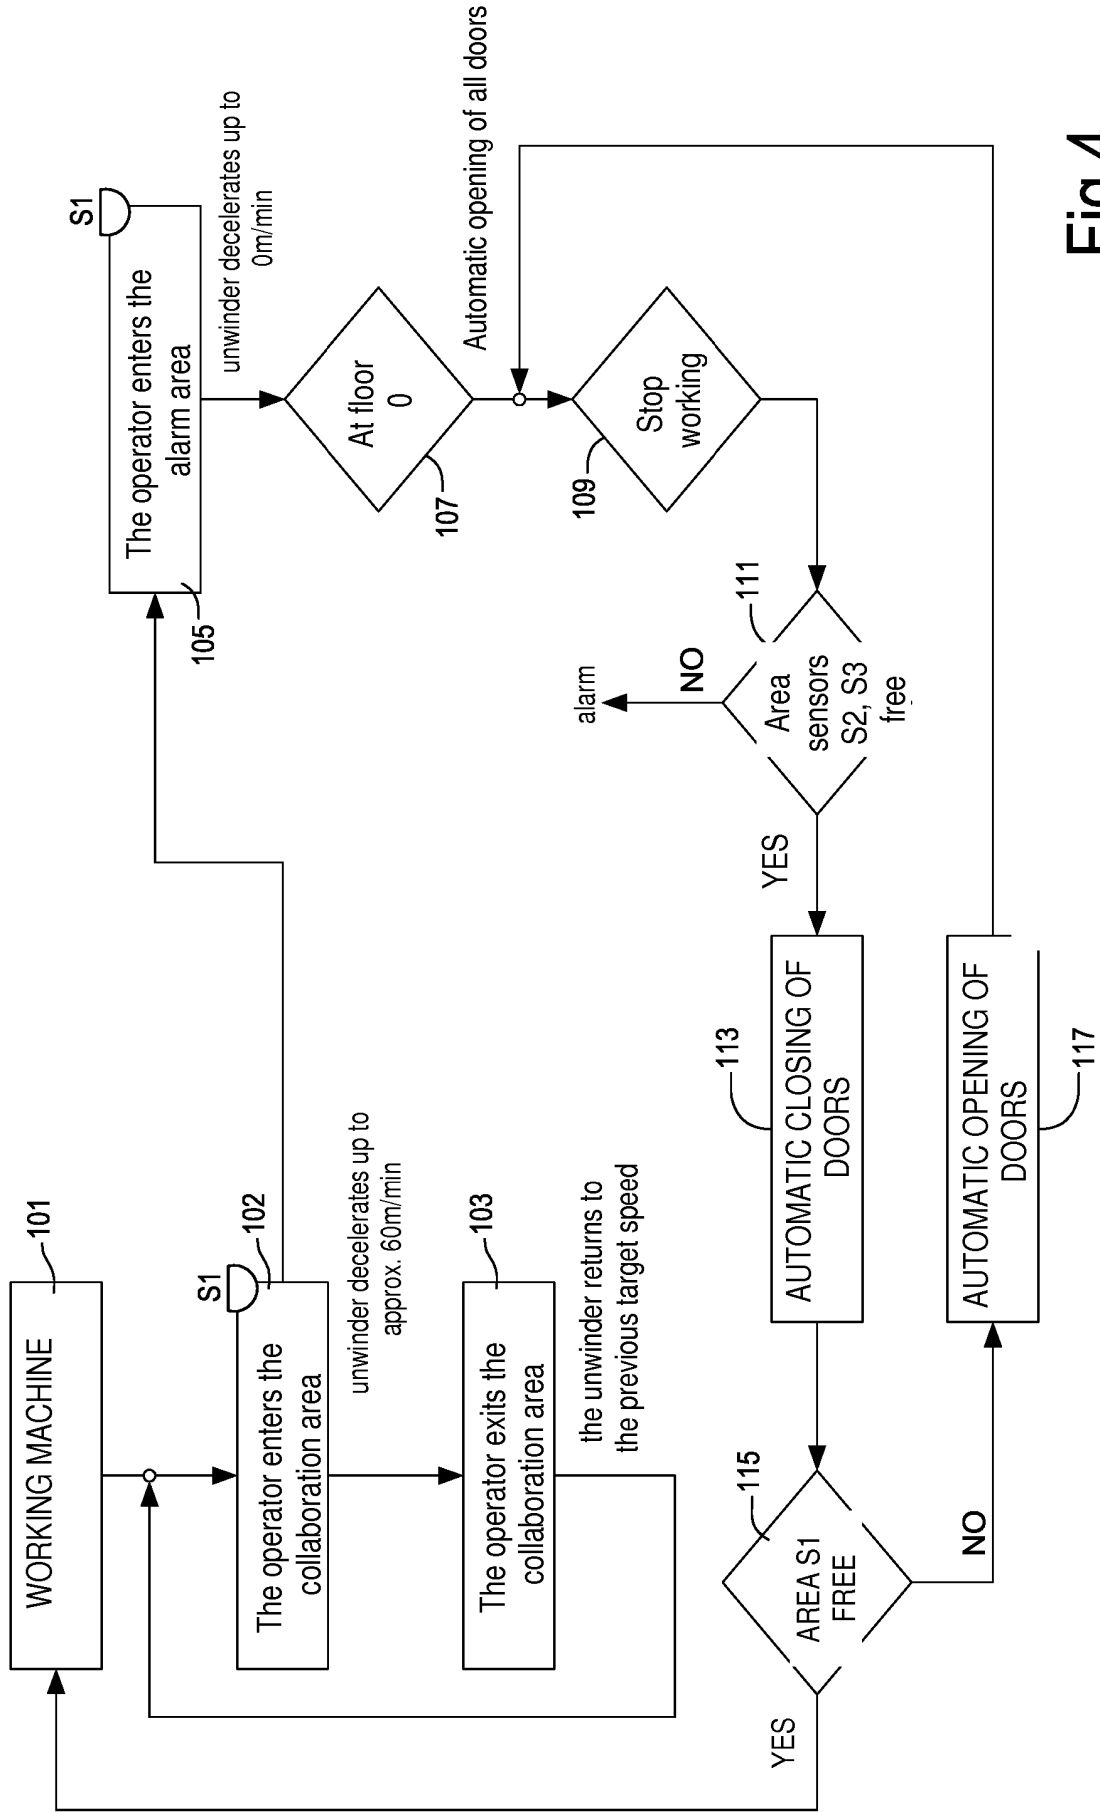 WORKING MACHINE
101
S1
102
The operator enters the
collaboration area
unwinder decelerates up to
approx. 60m/min
103
The operator exits the
collaboration area
the unwinder returns to
the previous target speed
S1
The operator enters the
alarm area
105
unwinder decelerates up to
0m/min
At floor
0
107
Automatic opening of all doors
Stop
working
109
111
Area
sensors
S2, S3
free
NO
alarm
YES
113
AUTOMATIC CLOSING OF
DOORS
115
AREA S1
FREE
YES
NO
AUTOMATIC OPENING OF
DOORS
117
Fig.4